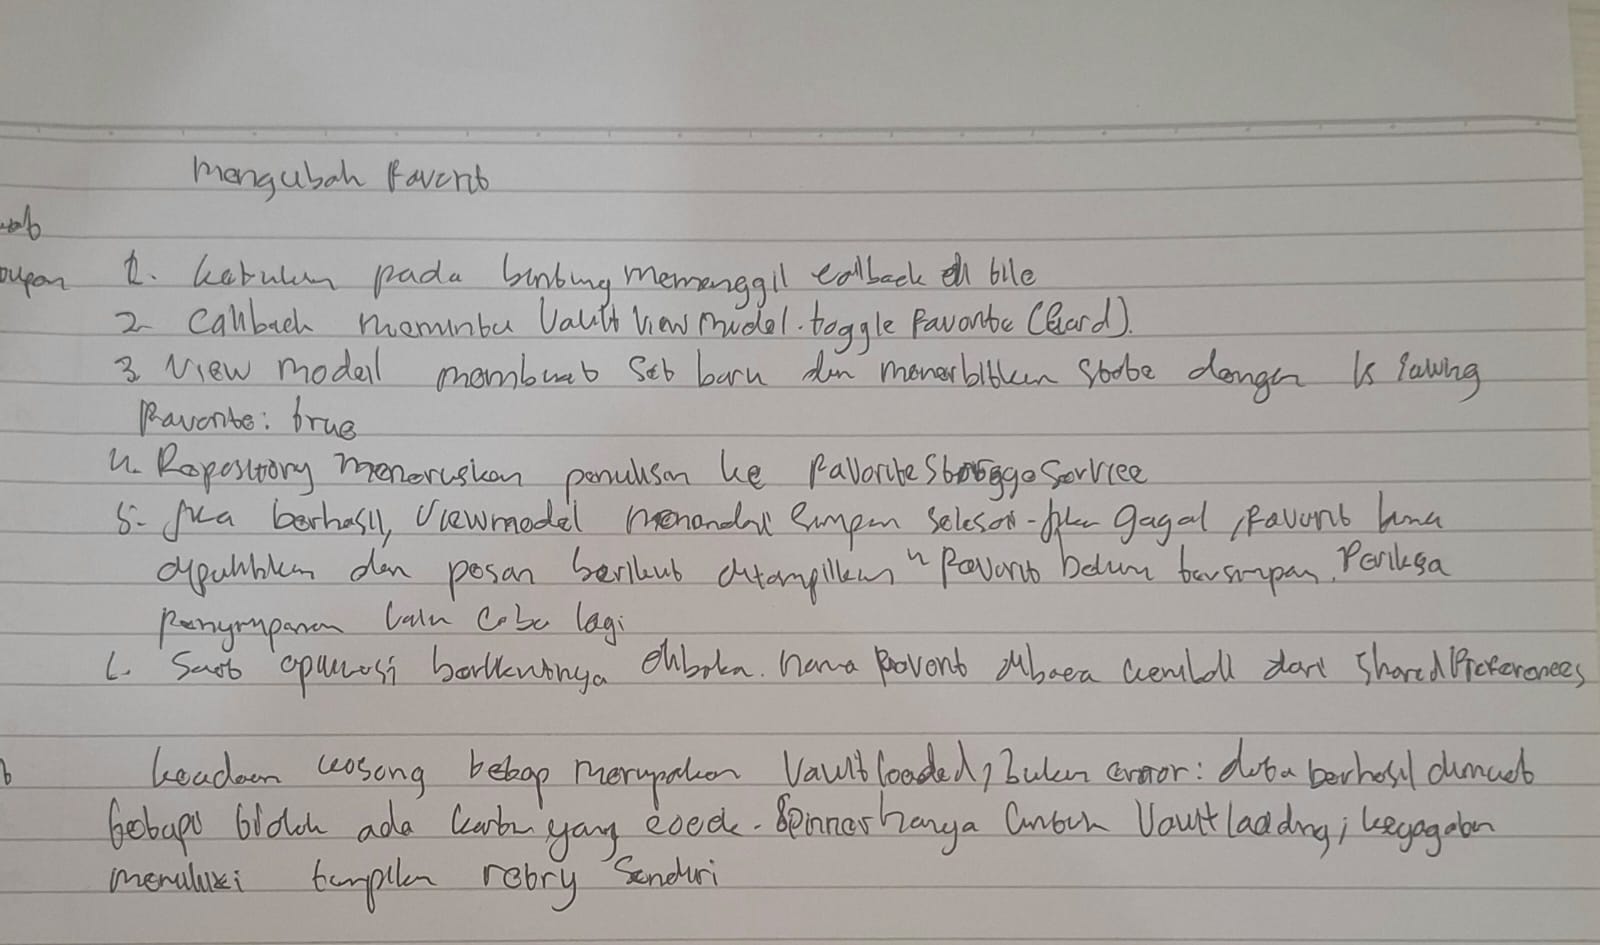 Mengubah Favorit
1. Ketukan pada bintang memanggil callback di tile
2. Callback meminta VaultViewModel.toggleFavorite(Card).
3. View model membuat Set baru dan menerbitkan state dengan isSaving
Favorite: true
4. Repository meneruskan penulisan ke FavoriteStorageService
5. Jika berhasil, Viewmodel menandai simpan selesai. Jika gagal, favorit lama
dipulihkan dan pesan berikut ditampilkan "Favorit belum tersimpan. Periksa
penyimpanan lalu coba lagi
6. Saat aplikasi berikutnya dibuka. nama favorit dibaca kembali dari SharedPreferences
keadaan kosong tetap merupakan VaultLoaded, bukan error: data berhasil dimuat
tetapi tidak ada kartu yang cocok. Spinner hanya untuk VaultLoading; kegagalan
memiliki tampilan retry sendiri